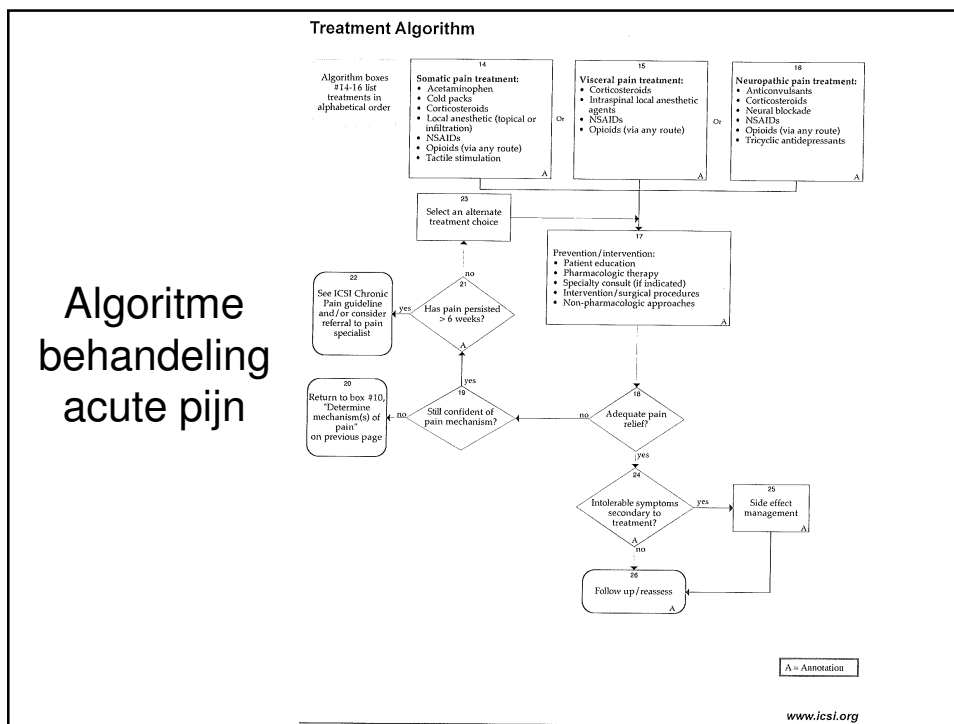 Algoritme
behandeling
acute pijn
Treatment Algorithm
Algorithm boxes
#14-16 list
treatments in
alphabetical order
14
Somatic pain treatment:
• Acetaminophen
• Cold packs
• Corticosteroids
• Local anesthetic (topical or
infiltration)
• NSAIDs
• Opioids (via any route)
• Tactile stimulation
A
Or
15
Visceral pain treatment:
• Corticosteroids
• Intraspinal local anesthetic
agents
• NSAIDs
• Opioids (via any route)
A
Or
16
Neuropathic pain treatment:
• Anticonvulsants
• Corticosteroids
• Neural blockade
• NSAIDs
• Opioids (via any route)
• Tricyclic antidepressants
A
23
Select an alternate
treatment choice
17
Prevention/intervention:
• Patient education
• Pharmacologic therapy
• Specialty consult (if indicated)
• Intervention/surgical procedures
• Non-pharmacologic approaches
A
22
See ICSI Chronic
Pain guideline
and/or consider
referral to pain
specialist
yes
no
21
Has pain persisted
> 6 weeks?
A
yes
20
Return to box #10,
"Determine
mechanism(s) of
pain"
on previous page
no
19
Still confident of
pain mechanism?
no
18
Adequate pain
relief?
yes
24
Intolerable symptoms
secondary to
treatment?
A
yes
no
25
Side effect
management
A
26
Follow up/reassess
A
A = Annotation
www.icsi.org